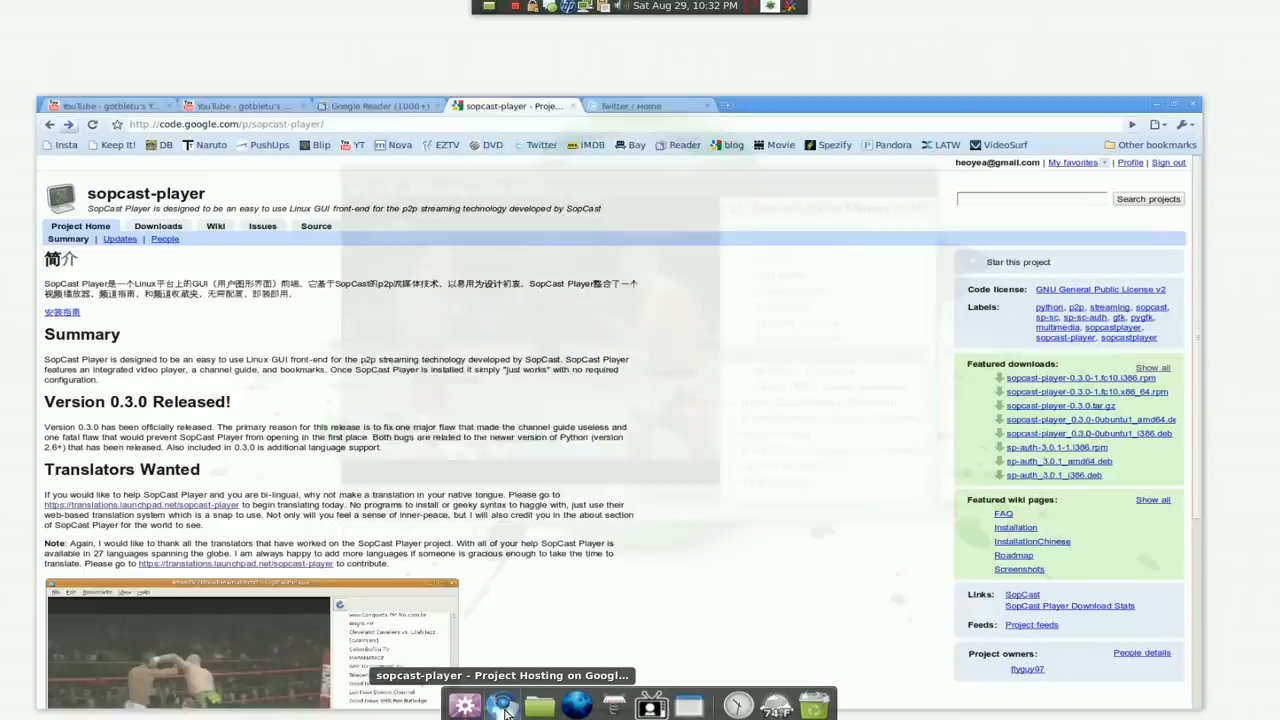 Sat Aug 29, 10:32 PM
YouTube - gotbletu's Y...
YouTube - gotbletu's ...
Google Reader (1000+)
sopcast-player - Proje...
Twitter / Home
http://code.google.com/p/sopcast-player/
Insta Keep It! DB Naruto PushUps Blip YT Nova EZTV DVD Twitter iMDB Bay Reader blog Movie Spezify Pandora LATW VideoSurf Other bookmarks
heoyea@gmail.com | My favorites | Profile | Sign out
sopcast-player
SopCast Player is designed to be an easy to use Linux GUI front-end for the p2p streaming technology developed by SopCast
Search projects
Project Home Downloads Wiki Issues Source
Summary | Updates | People
简介
SopCast Player是一个Linux平台上的GUI（用户图形界面）前端，它基于SopCast的p2p流媒体技术，以易用为设计初衷。SopCast Player整合了一个
视频播放器，频道指南，和频道收藏夹，无需配置，即装即用。
安装指南
Summary
SopCast Player is designed to be an easy to use Linux GUI front-end for the p2p streaming technology developed by SopCast. SopCast Player
features an integrated video player, a channel guide, and bookmarks. Once SopCast Player is installed it simply "just works" with no required
configuration.
Version 0.3.0 Released!
Version 0.3.0 has been officially released. The primary reason for this release is to fix one major flaw that made the channel guide useless and
one fatal flaw that would prevent SopCast Player from opening in the first place. Both bugs are related to the newer version of Python (version
2.6+) that has been released. Also included in 0.3.0 is additional language support.
Translators Wanted
If you would like to help SopCast Player and you are bi-lingual, why not make a translation in your native tongue. Please go to
https://translations.launchpad.net/sopcast-player to begin translating today. No programs to install or geeky syntax to haggle with, just use their
web-based translation system which is a snap to use. Not only will you feel a sense of inner-peace, but I will also credit you in the about section
of SopCast Player for the world to see.
Note: Again, I would like to thank all the translators that have worked on the SopCast Player project. With all of your help SopCast Player is
available in 27 languages spanning the globe. I am always happy to add more languages if someone is gracious enough to take the time to
translate. Please go to https://translations.launchpad.net/sopcast-player to contribute.
Cleveland Cavaliers vs. Utah Jazz
Star this project
Code license: GNU General Public License v2
Labels: python, p2p, streaming, sopcast,
sp-sc, sp-sc-auth, gtk, pygtk,
multimedia, sopcastplayer,
sopcast-player, sopcastplayer
Featured downloads: Show all
sopcast-player-0.3.0-1.fc10.i386.rpm
sopcast-player-0.3.0-1.fc10.x86_64.rpm
sopcast-player-0.3.0.tar.gz
sopcast-player_0.3.0-0ubuntu1_amd64.de
sopcast-player_0.3.0-0ubuntu1_i386.deb
sp-auth-3.0.1-1.i386.rpm
sp-auth_3.0.1_amd64.deb
sp-auth_3.0.1_i386.deb
Featured wiki pages: Show all
FAQ
Installation
InstallationChinese
Roadmap
Screenshots
Links: SopCast
SopCast Player Download Stats
Feeds: Project feeds
Project owners: People details
flyguy97
sopcast-player - Project Hosting on Googl...
74°F